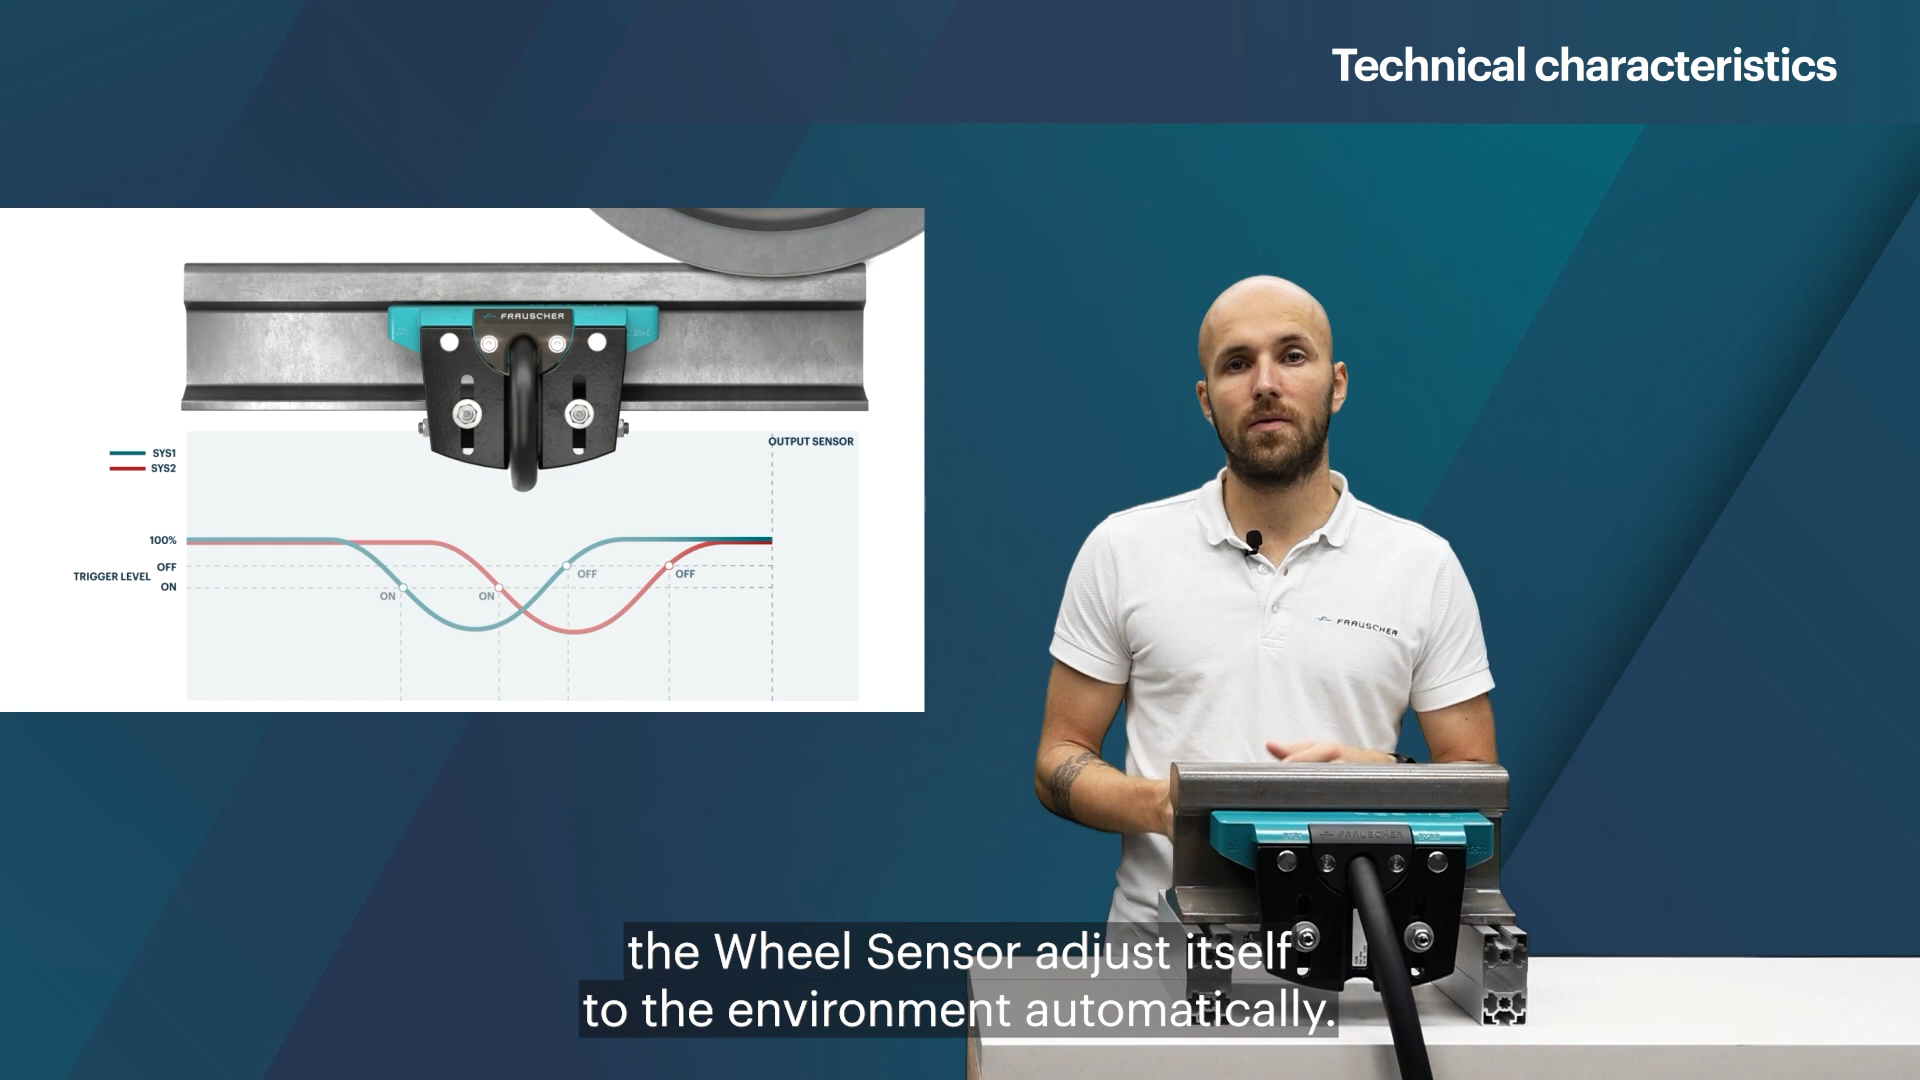 Technical characteristics
FRAUSCHER
OUTPUT SENSOR
SYS1
SYS2
100%
OFF
TRIGGER LEVEL
ON
OFF
OFF
ON
ON
FRAUSCHER
FRAUSCHER
the Wheel Sensor adjust itself
to the environment automatically.